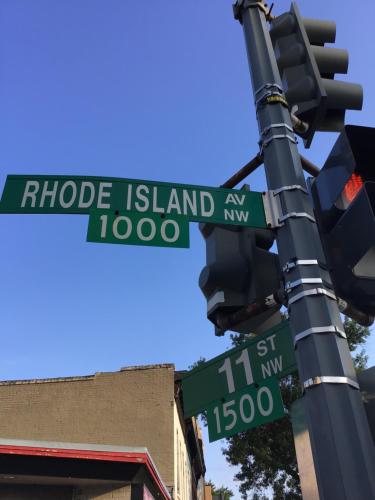 RHODE ISLAND AV NW
1000
11 ST NW
1500